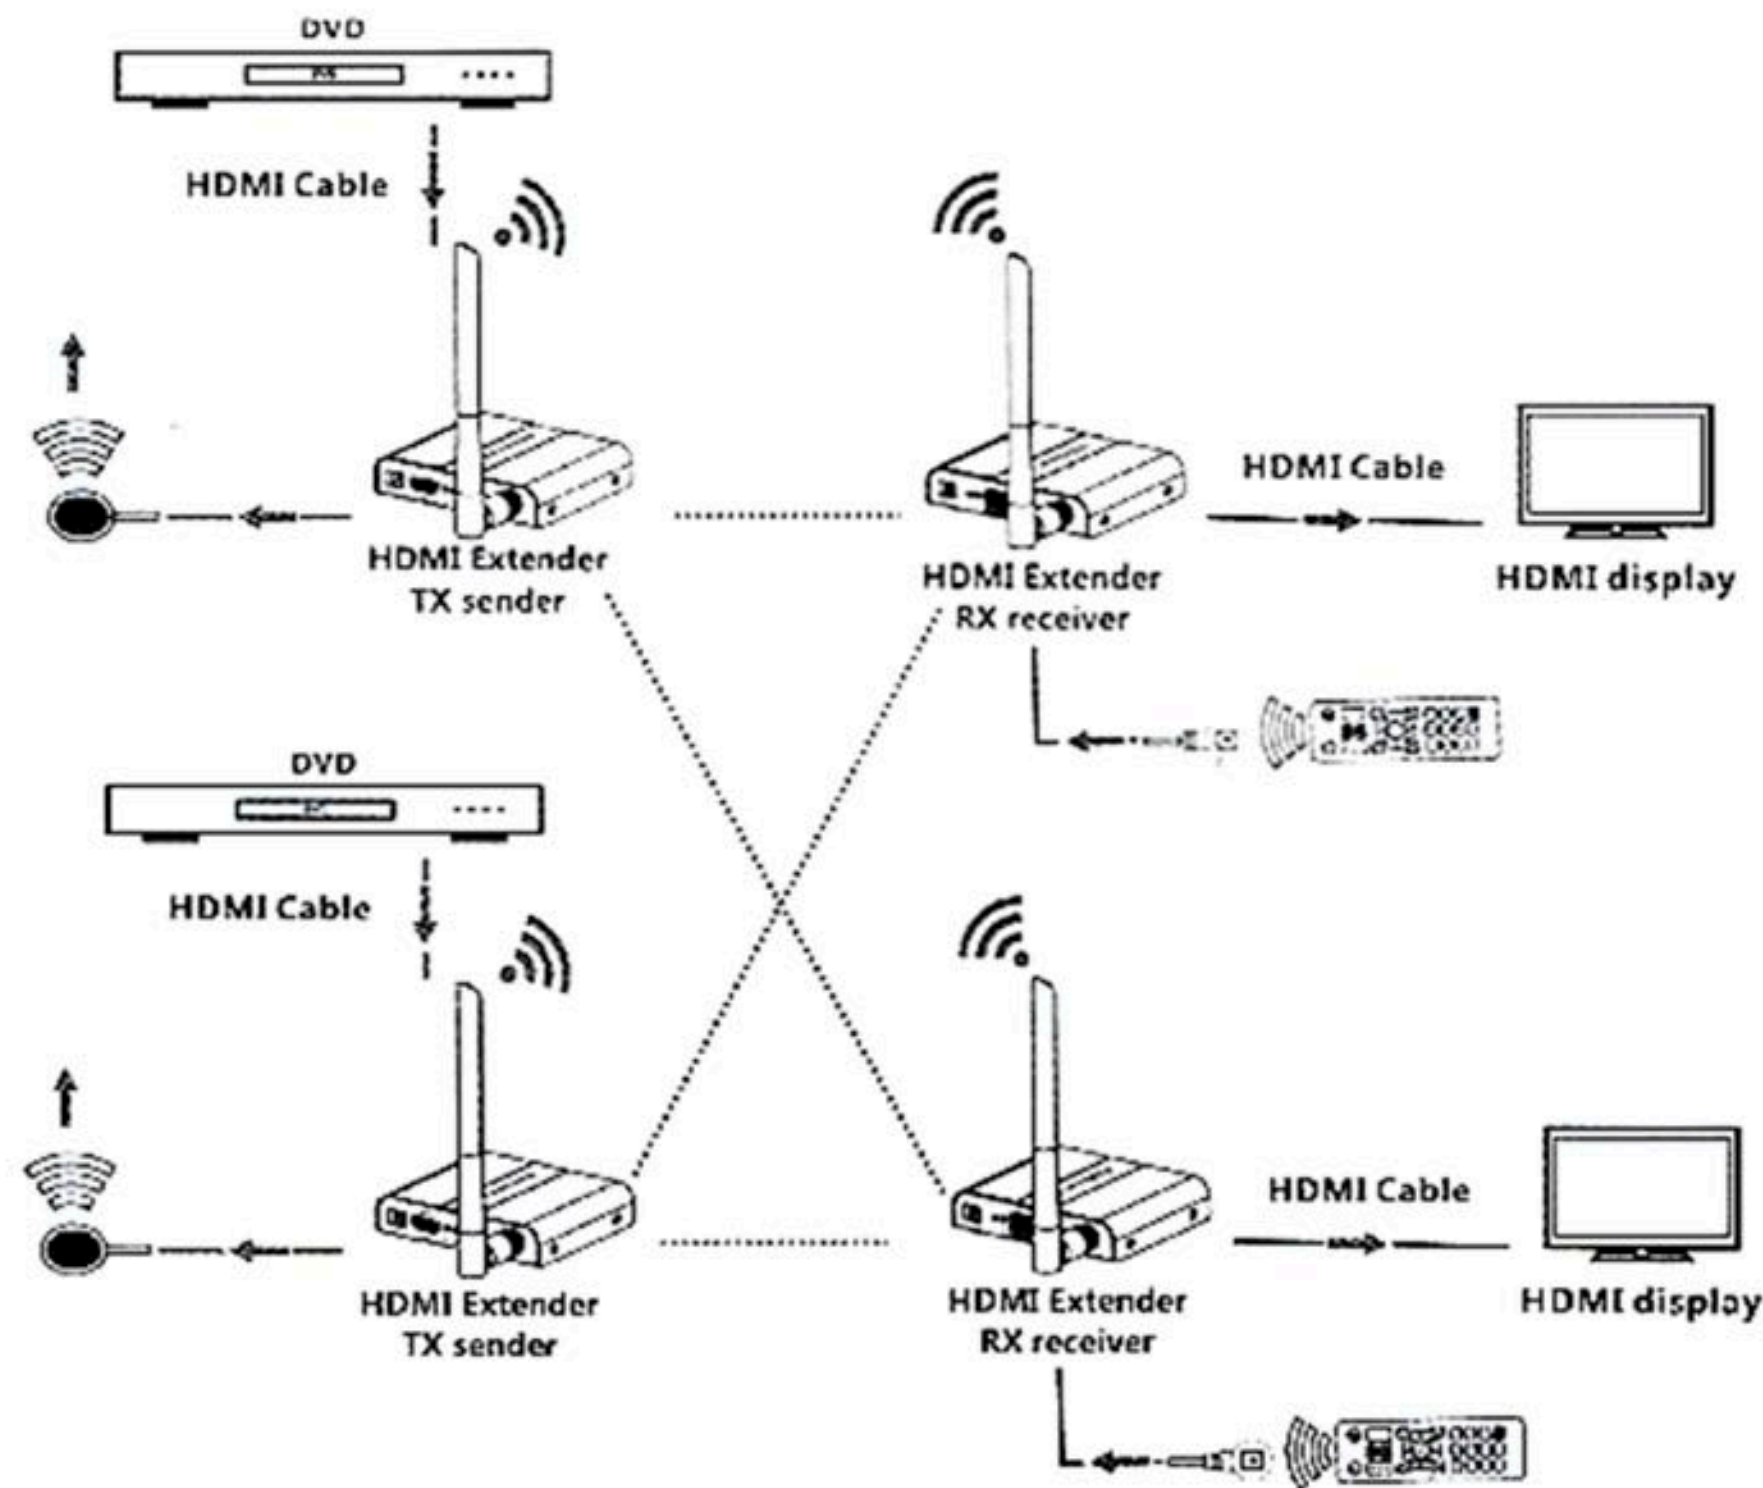 DVD
HDMI Cable
HDMI Extender
TX sender
HDMI Extender
RX receiver
HDMI Cable
HDMI display
DVD
HDMI Cable
HDMI Extender
TX sender
HDMI Extender
RX receiver
HDMI Cable
HDMI display